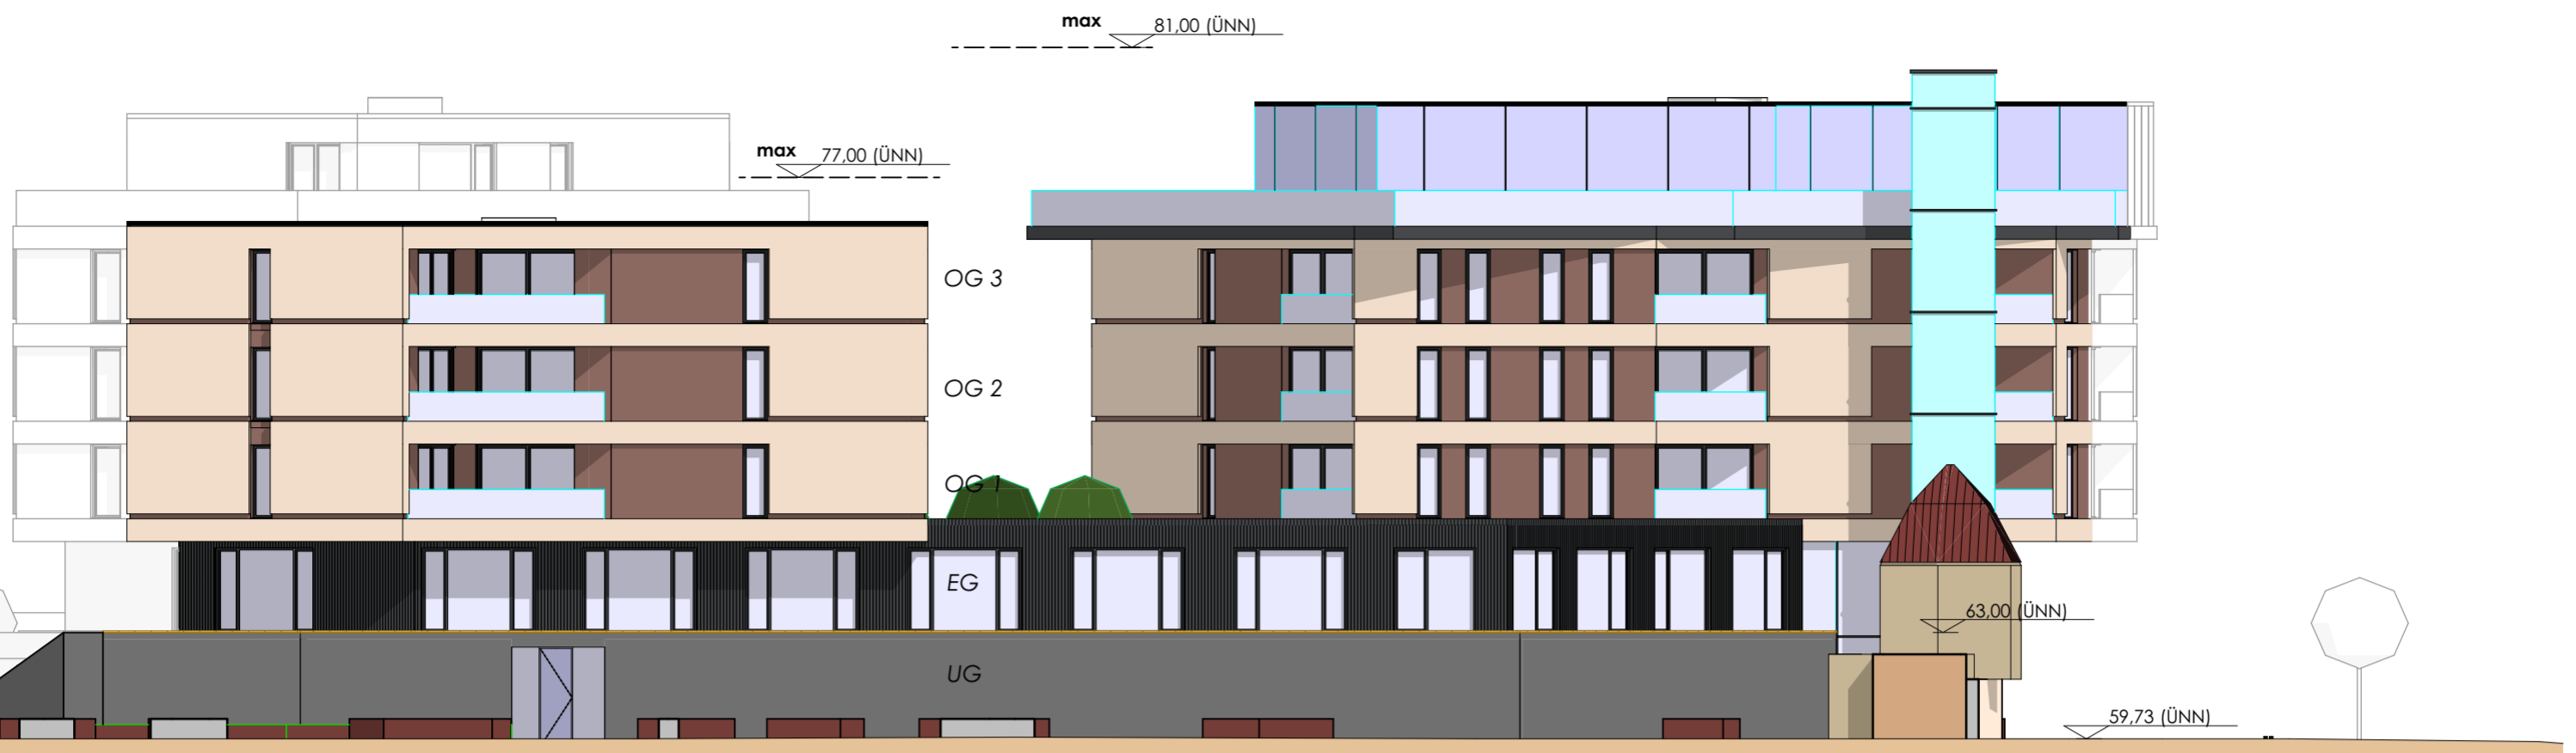 max 81,00 (ÜNN)
max 77,00 (ÜNN)
OG 3
OG 2
OG 1
EG
63,00 (ÜNN)
UG
59,73 (ÜNN)